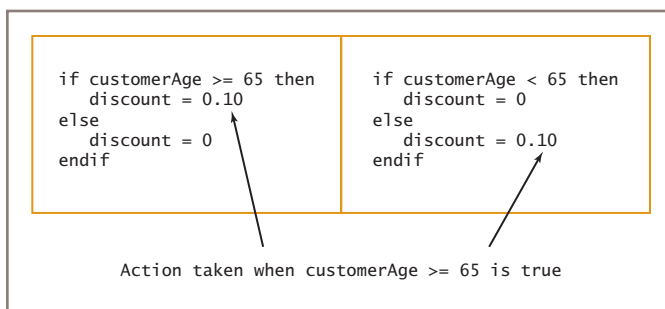 if customerAge >= 65 then
   discount = 0.10
else
   discount = 0
endif
if customerAge < 65 then
   discount = 0
else
   discount = 0.10
endif
Action taken when customerAge >= 65 is true